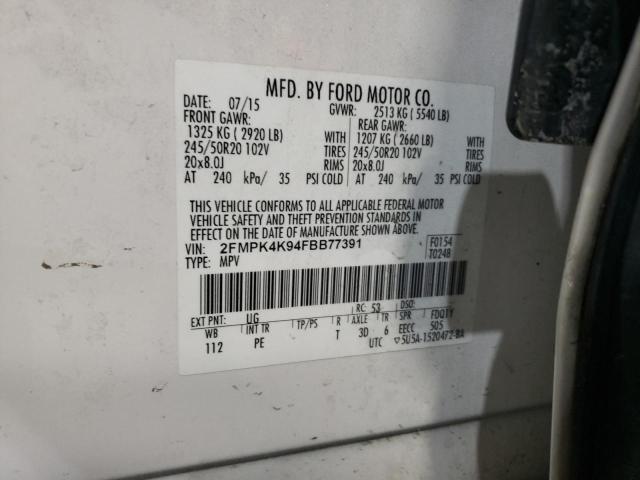 MFD. BY FORD MOTOR CO.
DATE: 07/15 GVWR: 2513 KG ( 5540 LB)
FRONT GAWR: REAR GAWR:
1325 KG ( 2920 LB) WITH 1207 KG ( 2660 LB) WITH
245/50R20 102V TIRES 245/50R20 102V TIRES
20x8.0J RIMS 20x8.0J RIMS
AT 240 kPa/ 35 PSI COLD AT 240 kPa/ 35 PSI COLD
THIS VEHICLE CONFORMS TO ALL APPLICABLE FEDERAL MOTOR
VEHICLE SAFETY AND THEFT PREVENTION STANDARDS IN
EFFECT ON THE DATE OF MANUFACTURE SHOWN ABOVE.
VIN: 2FMPK4K94FBB77391 F0154
TYPE: MPV T0248
EXT PNT: UG RC: 53 DSO:
WB INT TR TP/PS R AXLE TR SPR FDQTY
112 PE T 3D 6 EECC 505
UTC ▽5U5A-1520472-BA